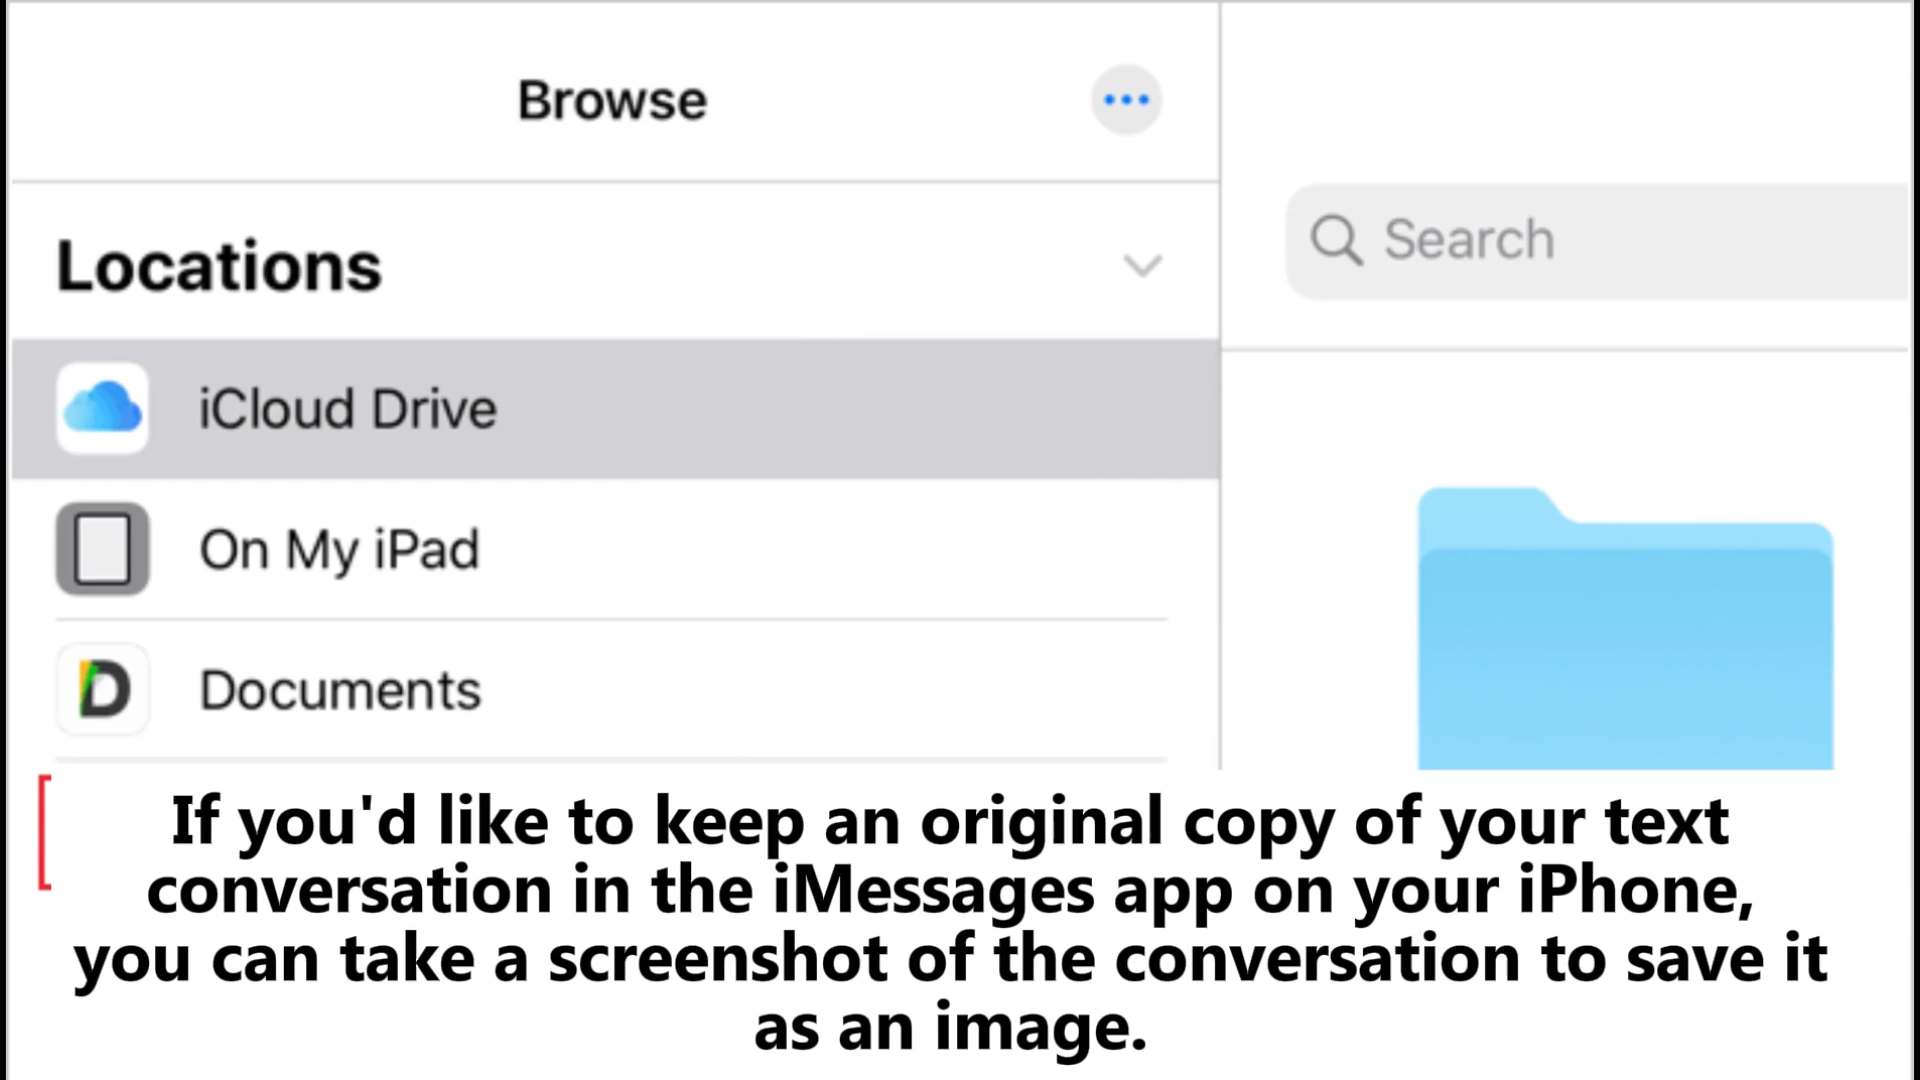 Browse
Locations
Search
iCloud Drive
On My iPad
Documents
If you'd like to keep an original copy of your text
conversation in the iMessages app on your iPhone,
you can take a screenshot of the conversation to save it
as an image.